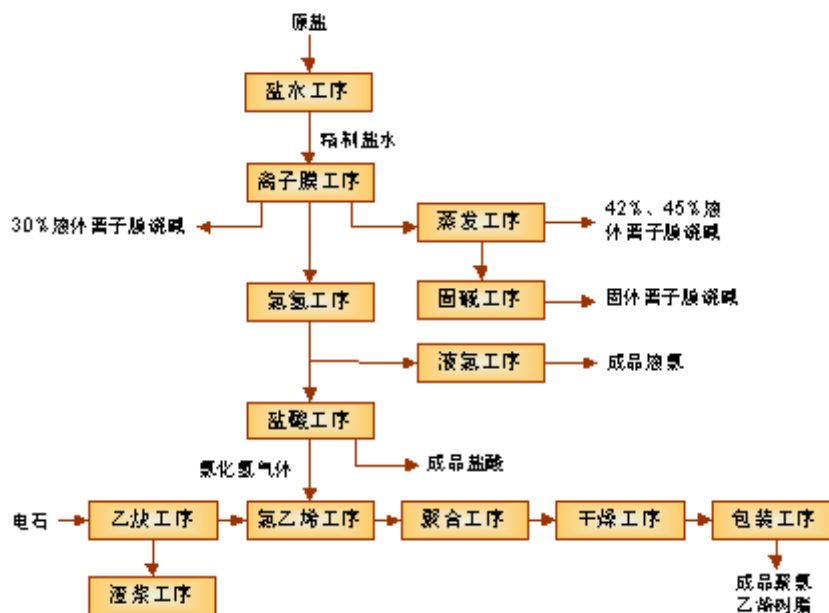 原盐
盐水工序
精制盐水
离子膜工序
30%液体离子膜烧碱
蒸发工序
42%、45%液
体离子膜烧碱
氯氢工序
固碱工序
固体离子膜烧碱
液氯工序
成品液氯
盐酸工序
氯化氢气体
成品盐酸
电石
乙炔工序
氯乙烯工序
聚合工序
干燥工序
包装工序
渣浆工序
成品聚氯
乙烯树脂